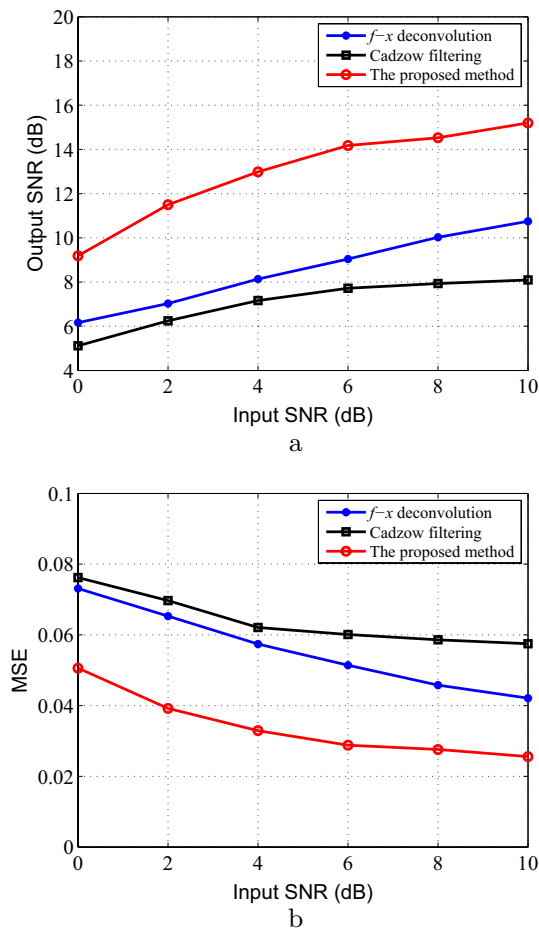 20
18
16
14
12
10
8
6
4
Output SNR (dB)
f−x deconvolution
Cadzow filtering
The proposed method
0 2 4 6 8 10
Input SNR (dB)
a
0.1
0.08
0.06
0.04
0.02
0
MSE
f−x deconvolution
Cadzow filtering
The proposed method
0 2 4 6 8 10
Input SNR (dB)
b